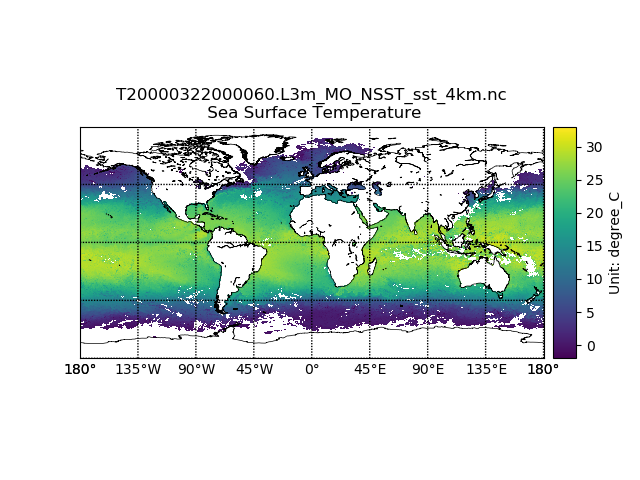 T20000322000060.L3m_MO_NSST_sst_4km.nc
Sea Surface Temperature
30
25
20
15
10
5
0
Unit: degree_C
180° 135°W 90°W 45°W 0° 45°E 90°E 135°E 180°